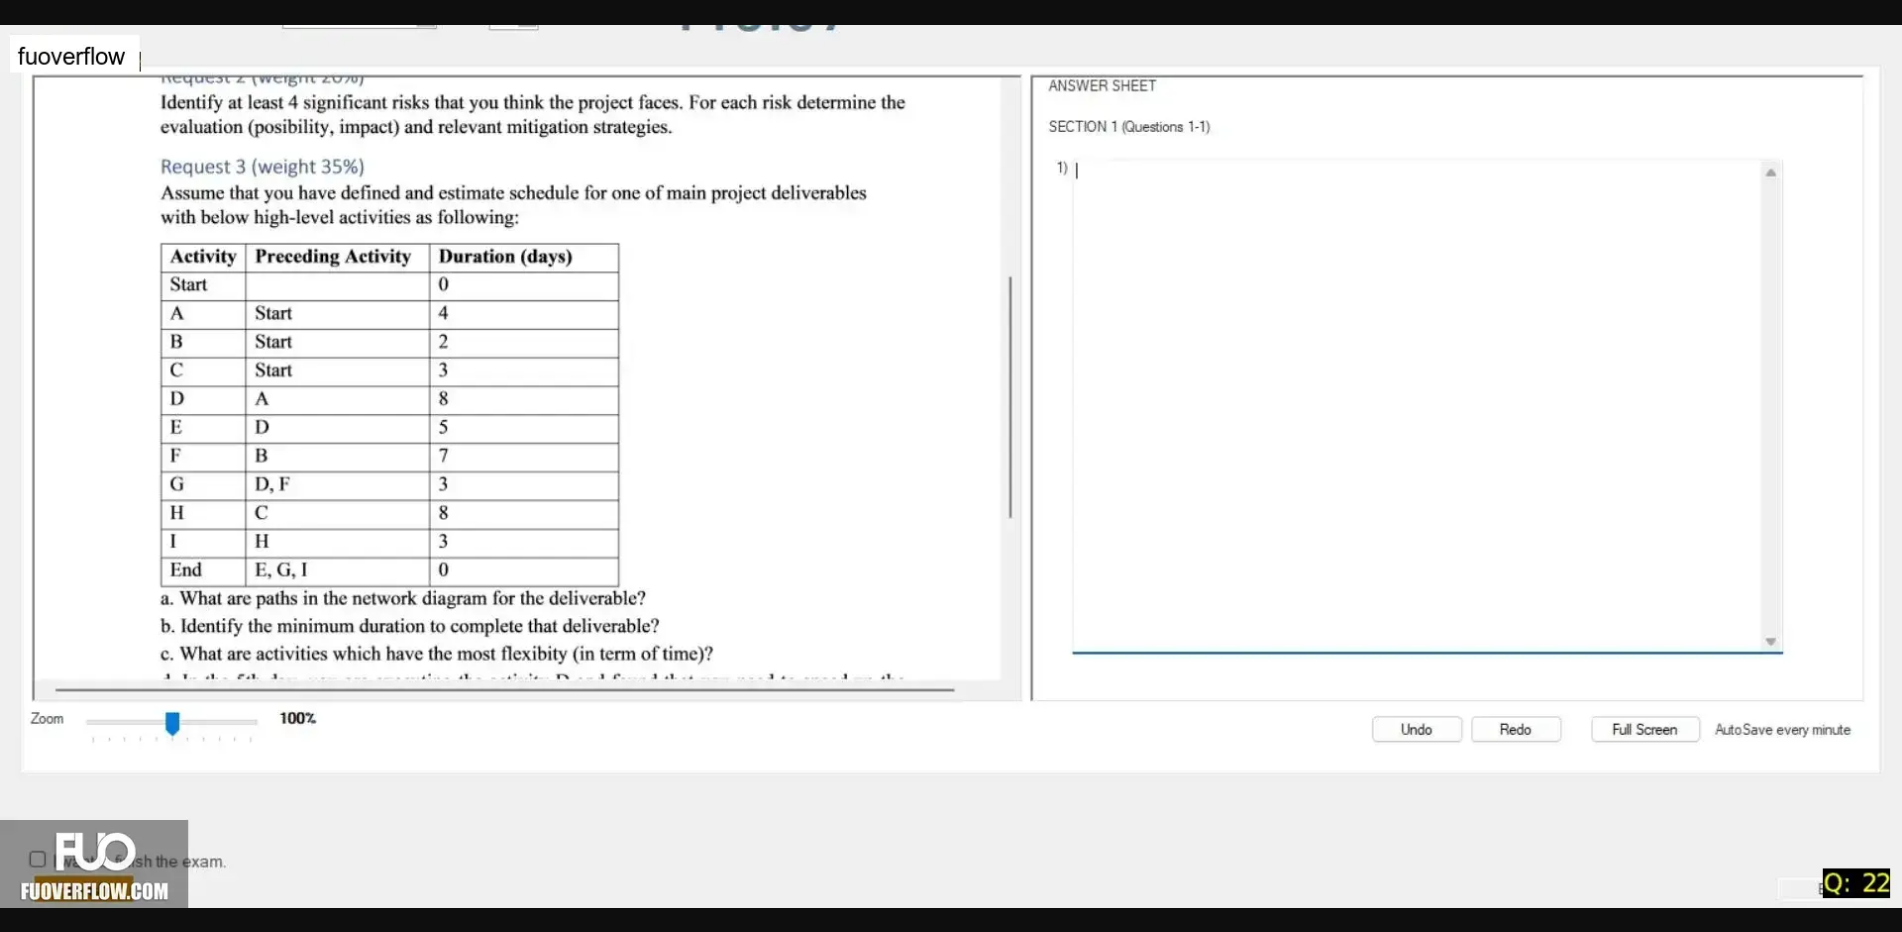 fuoverflow
Request 2 (weight 20%)
Identify at least 4 significant risks that you think the project faces. For each risk determine the
evaluation (posibility, impact) and relevant mitigation strategies.
Request 3 (weight 35%)
Assume that you have defined and estimate schedule for one of main project deliverables
with below high-level activities as following:
Activity Preceding Activity Duration (days)
Start 0
A Start 4
B Start 2
C Start 3
D A 8
E D 5
F B 7
G D, F 3
H C 8
I H 3
End E, G, I 0
a. What are paths in the network diagram for the deliverable?
b. Identify the minimum duration to complete that deliverable?
c. What are activities which have the most flexibity (in term of time)?
ANSWER SHEET
SECTION 1 (Questions 1-1)
1)
Zoom 100%
Undo Redo Full Screen AutoSave every minute
FUO
the exam.
FUOVERFLOW.COM
Q: 22